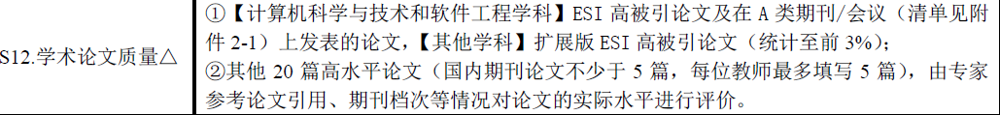 S12.学术论文质量△
①【计算机科学与技术和软件工程学科】ESI 高被引论文及在 A 类期刊/会议（清单见附
件 2-1）上发表的论文，【其他学科】扩展版 ESI 高被引论文（统计至前 3%）；
②其他 20 篇高水平论文（国内期刊论文不少于 5 篇，每位教师最多填写 5 篇），由专家
参考论文引用、期刊档次等情况对论文的实际水平进行评价。